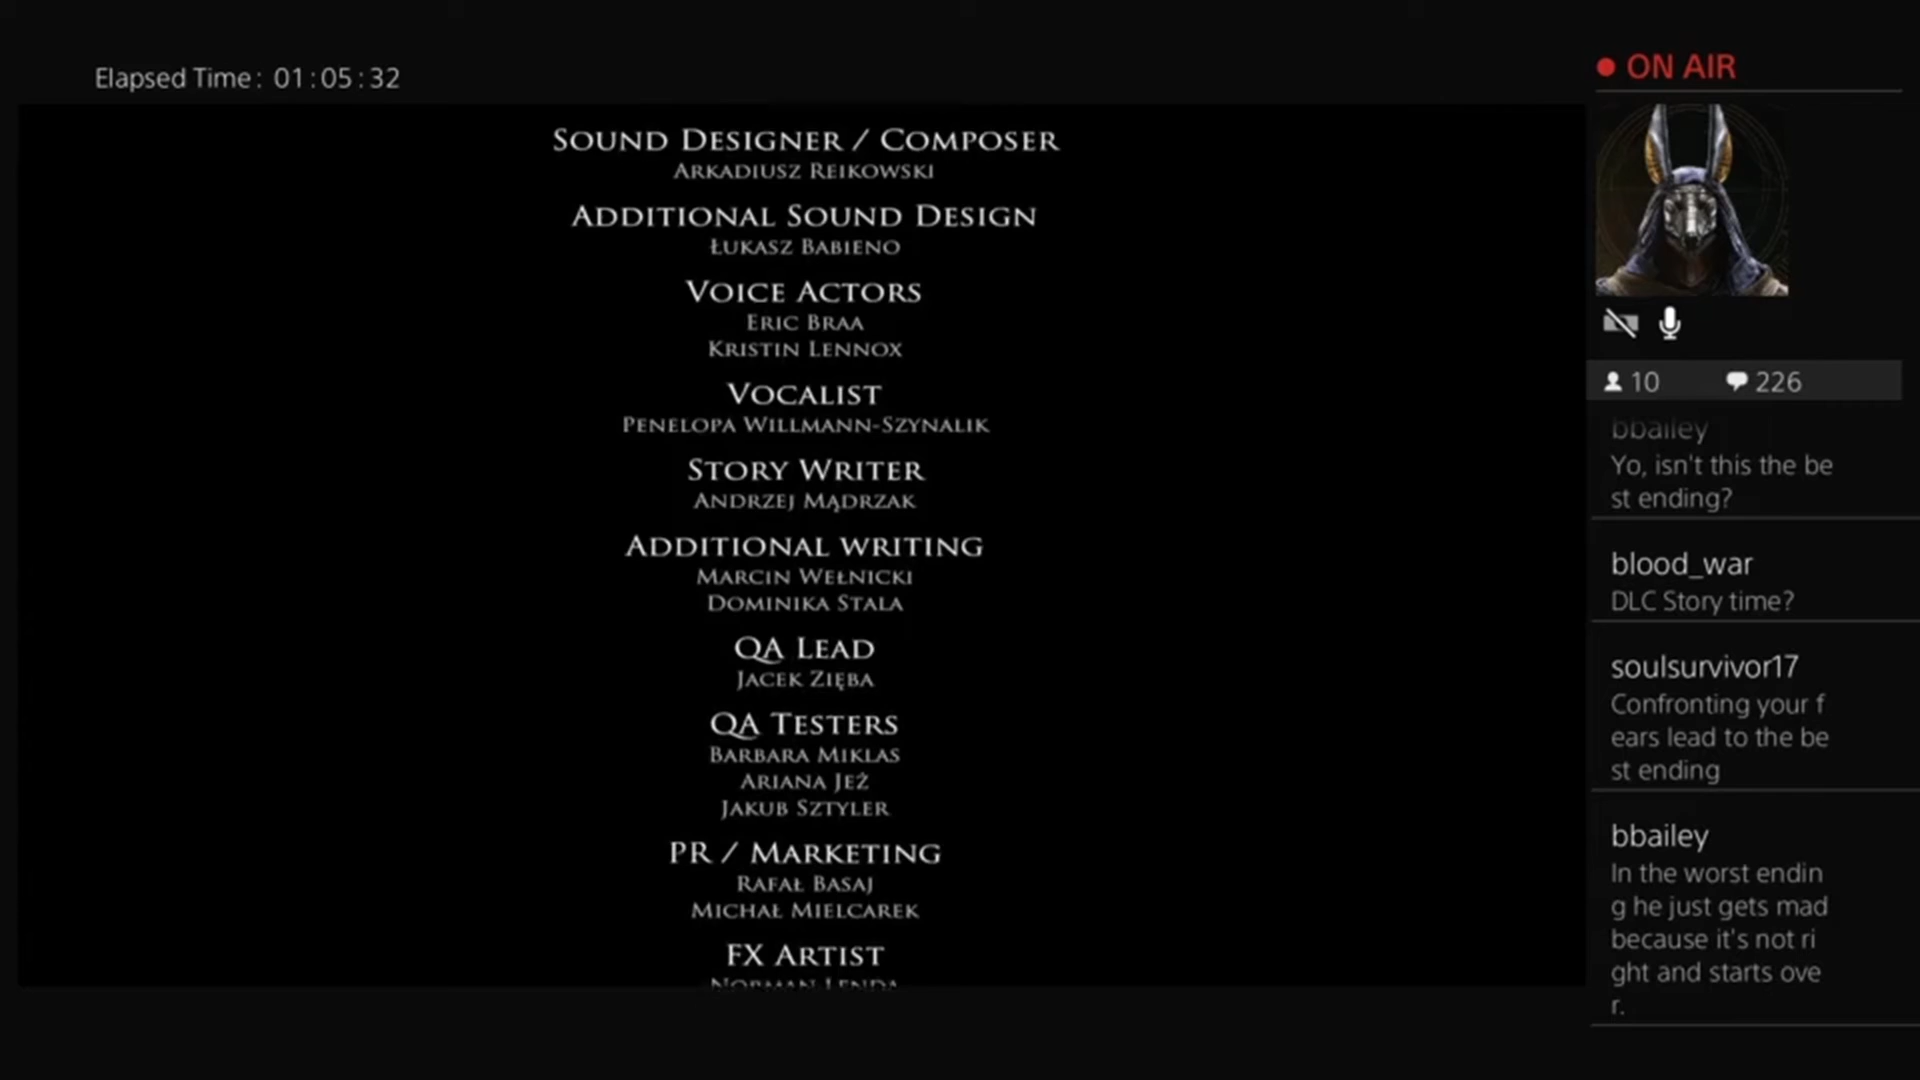 Elapsed Time: 01:05:32
ON AIR
SOUND DESIGNER / COMPOSER
ARKADIUSZ REIKOWSKI
ADDITIONAL SOUND DESIGN
ŁUKASZ BABIENO
VOICE ACTORS
ERIC BRAA
KRISTIN LENNOX
VOCALIST
PENELOPA WILLMANN-SZYNALIK
STORY WRITER
ANDRZEJ MĄDRZAK
ADDITIONAL WRITING
MARCIN WEŁNICKI
DOMINIKA STALA
QA LEAD
JACEK ZIĘBA
QA TESTERS
BARBARA MIKLAS
ARIANA JEŻ
JAKUB SZTYLER
PR / MARKETING
RAFAŁ BASAJ
MICHAŁ MIELCAREK
FX ARTIST
NORMAN LENDA
10 226
bbailey
Yo, isn't this the be
st ending?
blood_war
DLC Story time?
soulsurvivor17
Confronting your f
ears lead to the be
st ending
bbailey
In the worst endin
g he just gets mad
because it's not ri
ght and starts ove
r.